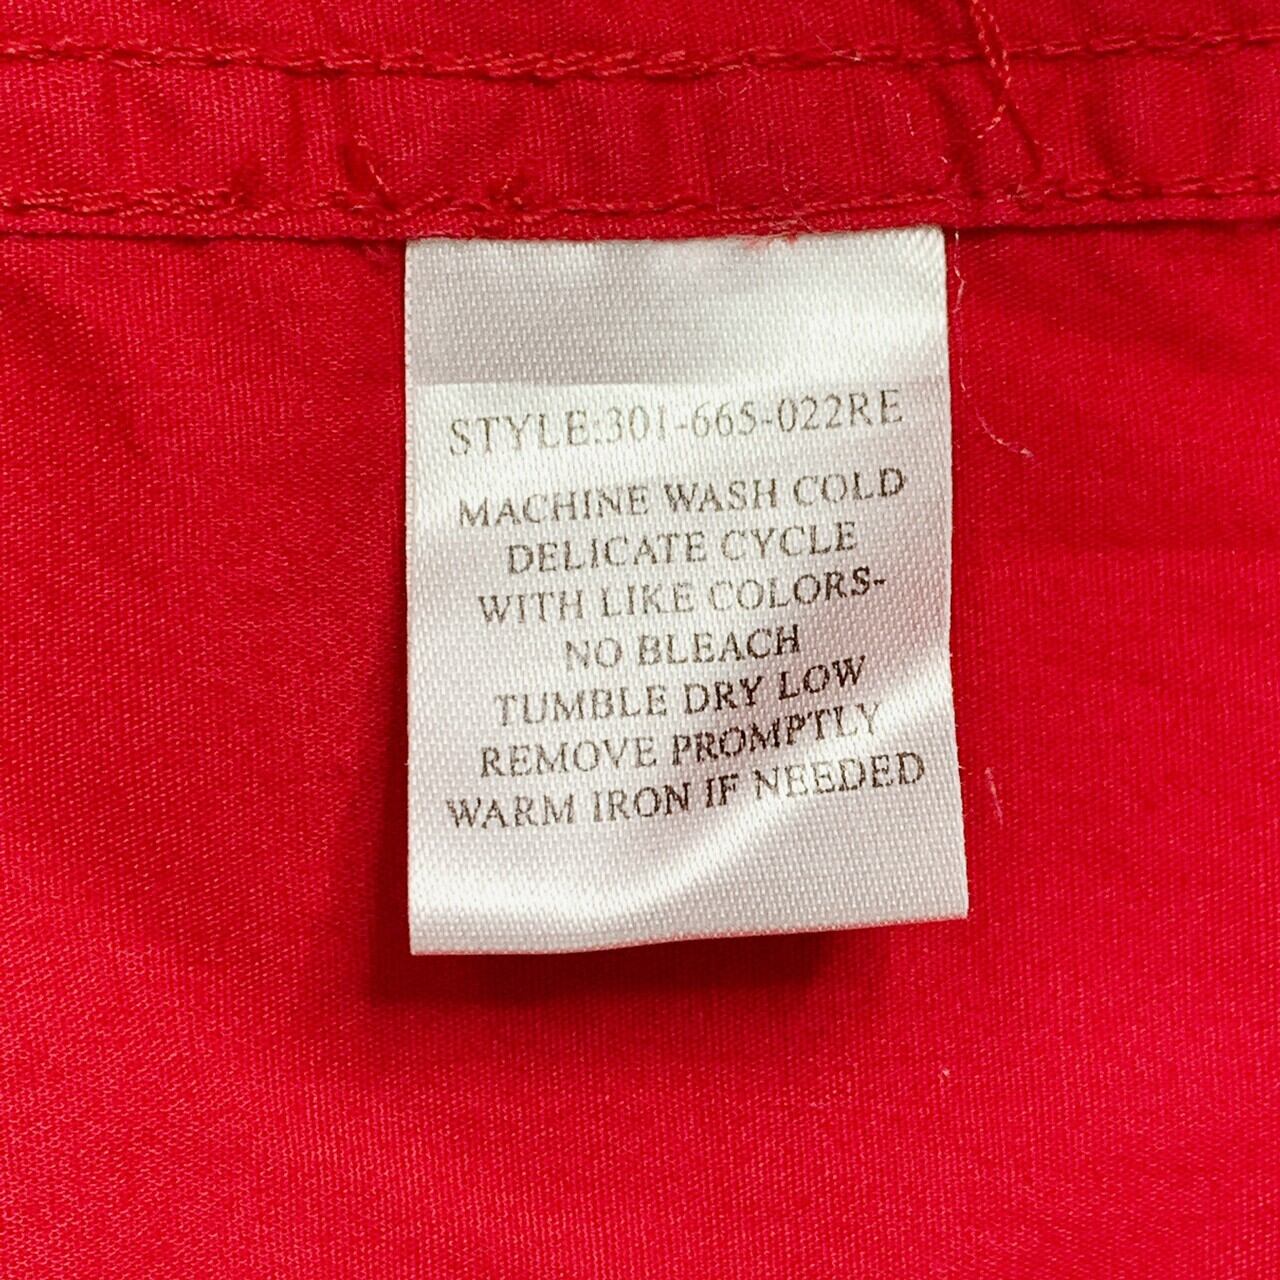 STYLE:301-665-022RE
MACHINE WASH COLD
DELICATE CYCLE
WITH LIKE COLORS-
NO BLEACH
TUMBLE DRY LOW
REMOVE PROMPTLY
WARM IRON IF NEEDED